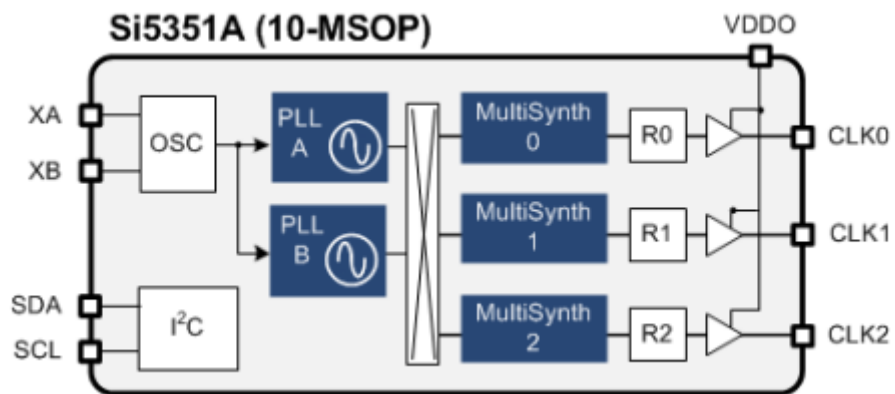 Si5351A (10-MSOP)
VDDO
XA
XB
OSC
PLL
A
PLL
B
MultiSynth
0
R0
CLK0
MultiSynth
1
R1
CLK1
MultiSynth
2
R2
CLK2
SDA
SCL
I²C